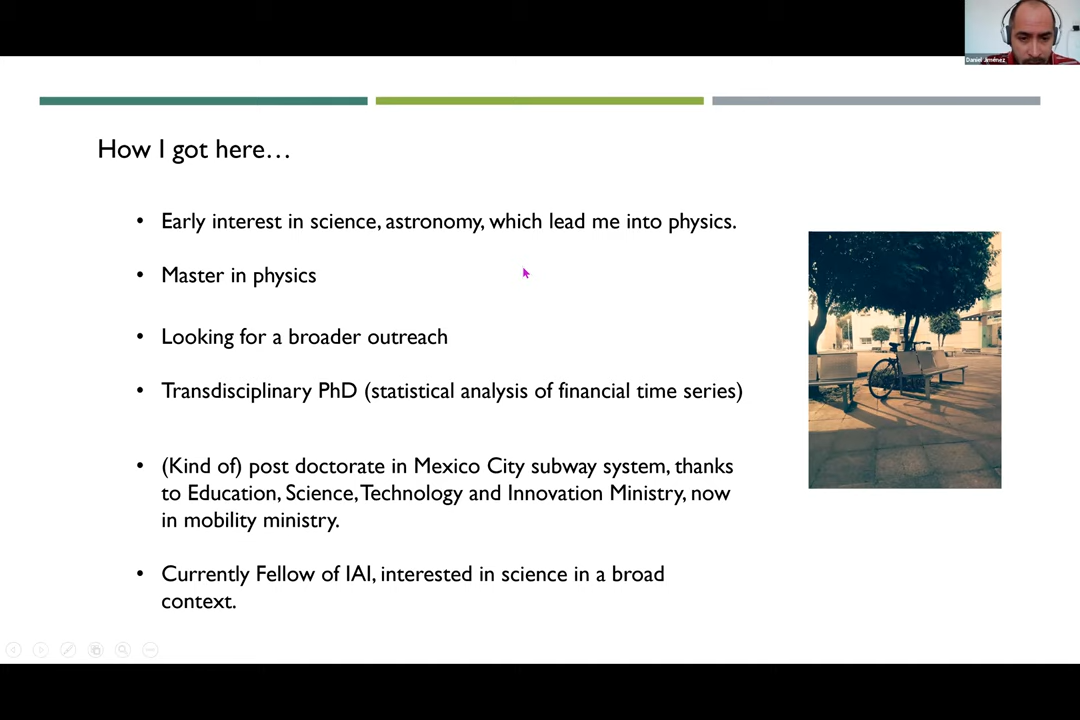 Daniel Jiménez
How I got here…
• Early interest in science, astronomy, which lead me into physics.
• Master in physics
• Looking for a broader outreach
• Transdisciplinary PhD (statistical analysis of financial time series)
• (Kind of) post doctorate in Mexico City subway system, thanks
to Education, Science, Technology and Innovation Ministry, now
in mobility ministry.
• Currently Fellow of IAI, interested in science in a broad
context.